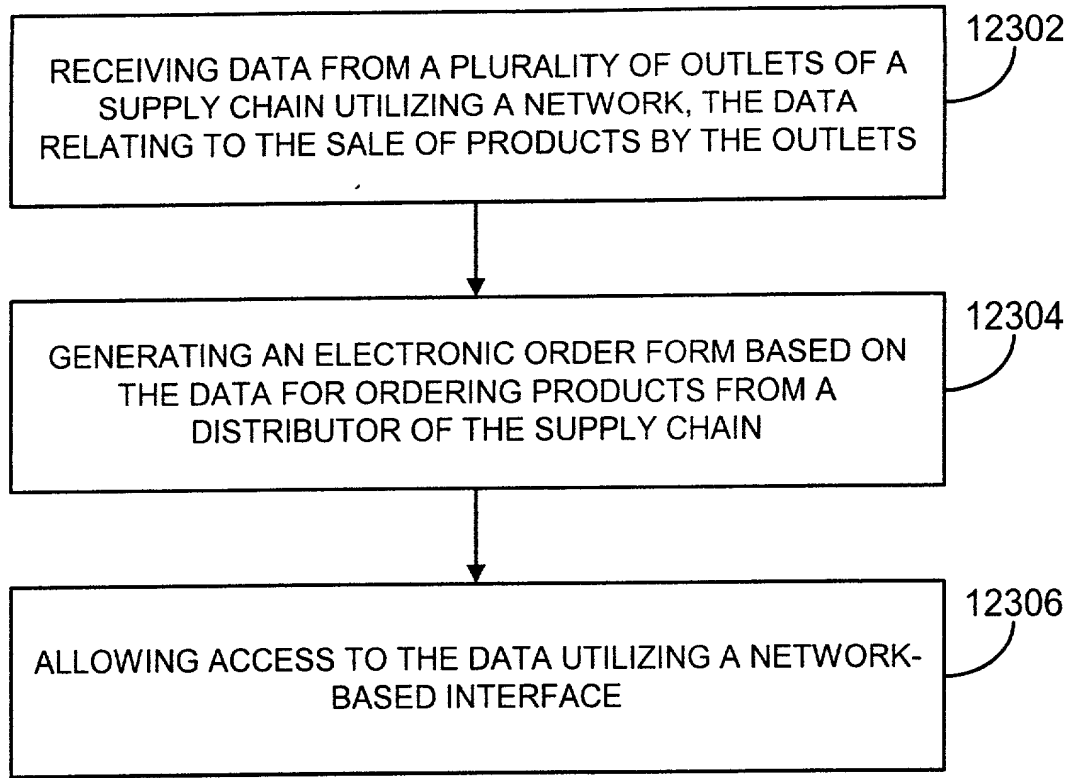 12302
RECEIVING DATA FROM A PLURALITY OF OUTLETS OF A
SUPPLY CHAIN UTILIZING A NETWORK, THE DATA
RELATING TO THE SALE OF PRODUCTS BY THE OUTLETS
12304
GENERATING AN ELECTRONIC ORDER FORM BASED ON
THE DATA FOR ORDERING PRODUCTS FROM A
DISTRIBUTOR OF THE SUPPLY CHAIN
12306
ALLOWING ACCESS TO THE DATA UTILIZING A NETWORK-
BASED INTERFACE